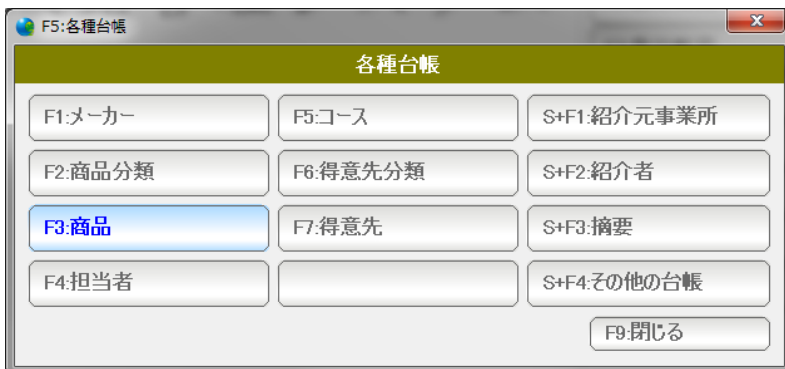 F5:各種台帳
各種台帳
F1:メーカー
F5:コース
S+F1:紹介元事業所
F2:商品分類
F6:得意先分類
S+F2:紹介者
F3:商品
F7:得意先
S+F3:摘要
F4:担当者
S+F4:その他の台帳
F9:閉じる